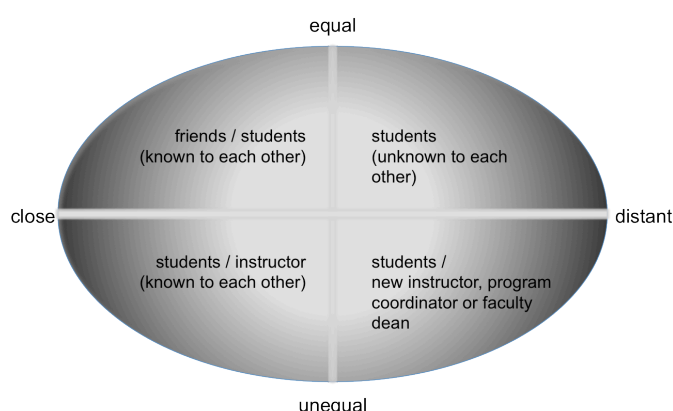 equal
friends / students
(known to each other)
students
(unknown to each
other)
close
distant
students / instructor
(known to each other)
students /
new instructor, program
coordinator or faculty
dean
unequal